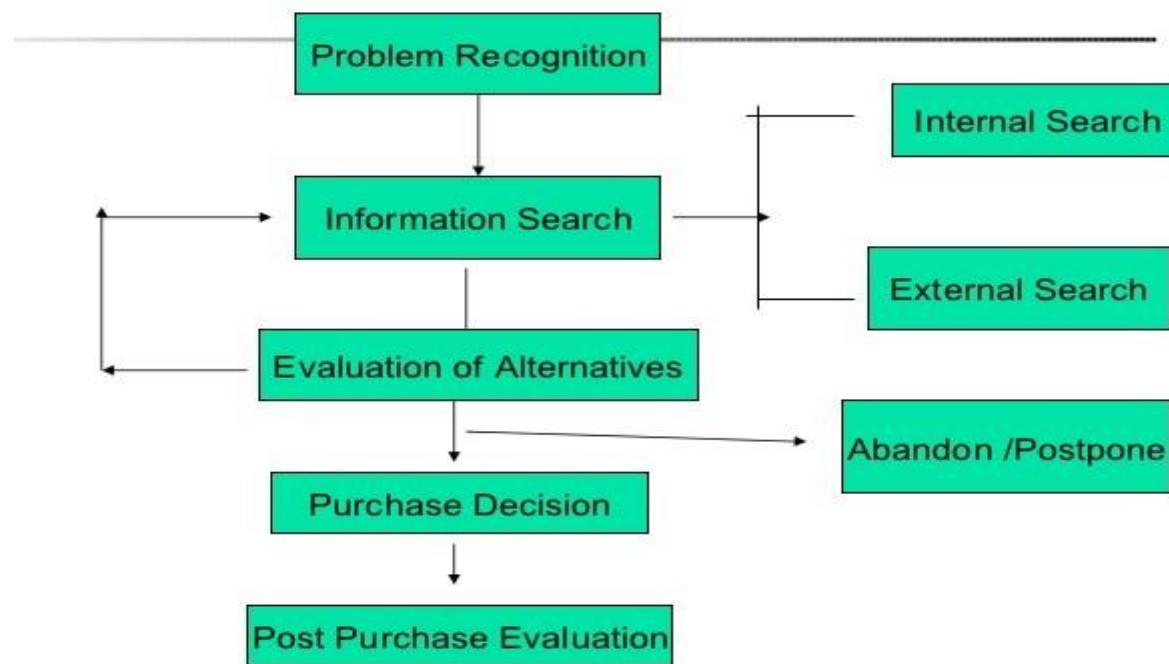 Problem Recognition
Internal Search
Information Search
External Search
Evaluation of Alternatives
Abandon /Postpone
Purchase Decision
Post Purchase Evaluation